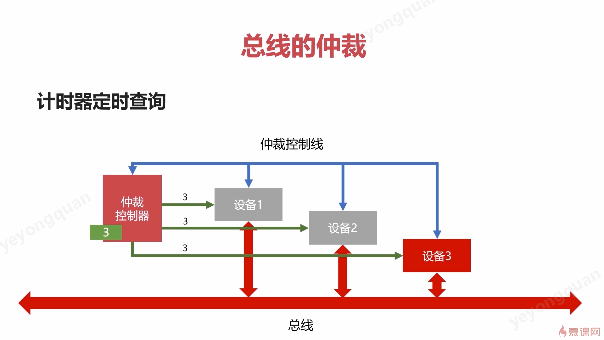 总线的仲裁
计时器定时查询
仲裁控制线
仲裁
控制器
3
3
设备1
3
设备2
3
设备3
总线
慕课网
yeyongquan
yeyongquan
yeyongquan